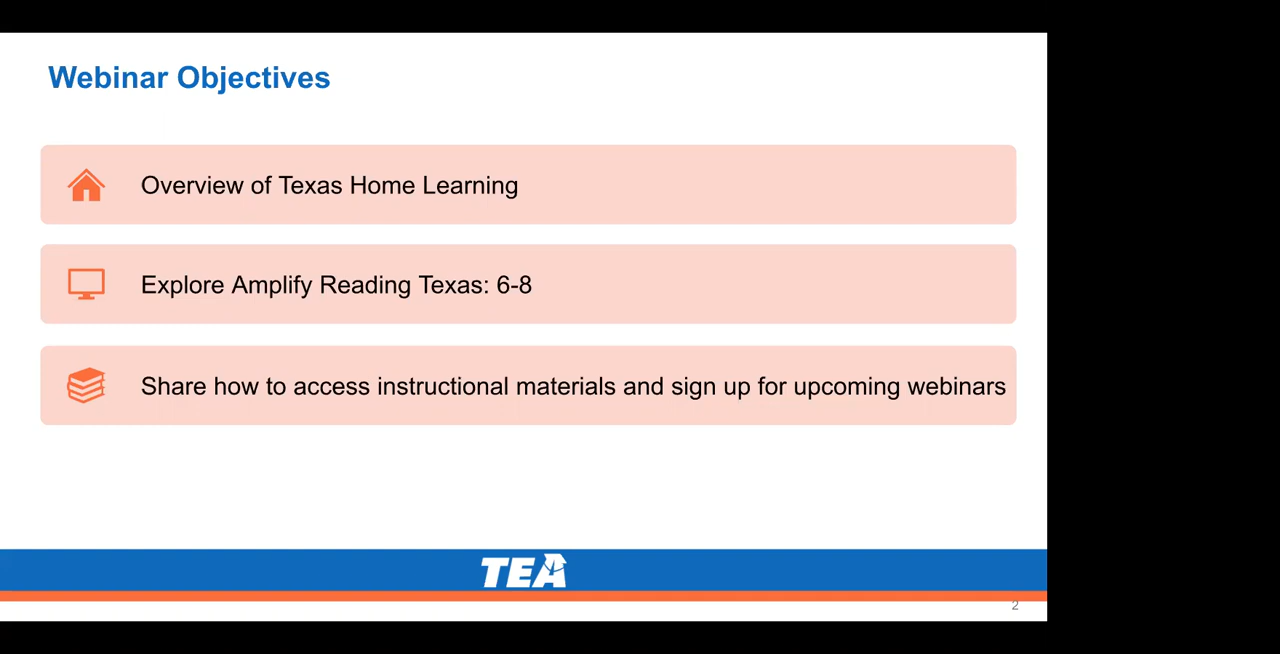 Webinar Objectives
Overview of Texas Home Learning
Explore Amplify Reading Texas: 6-8
Share how to access instructional materials and sign up for upcoming webinars
TEA
2